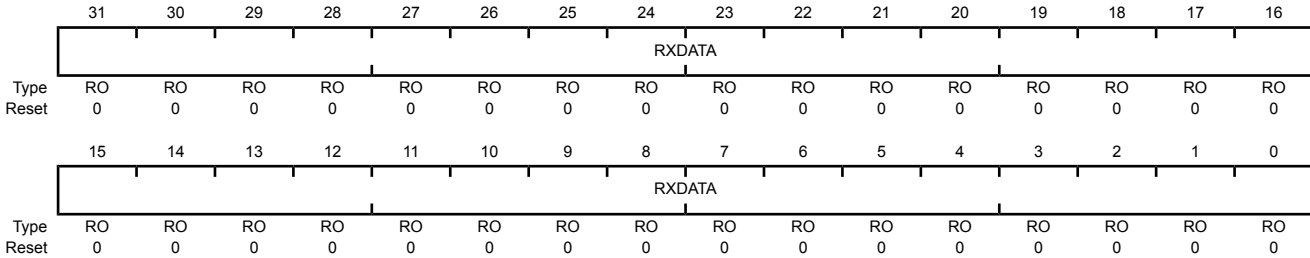 31 30 29 28 27 26 25 24 23 22 21 20 19 18 17 16
RXDATA
Type RO RO RO RO RO RO RO RO RO RO RO RO RO RO RO RO
Reset 0 0 0 0 0 0 0 0 0 0 0 0 0 0 0 0
15 14 13 12 11 10 9 8 7 6 5 4 3 2 1 0
RXDATA
Type RO RO RO RO RO RO RO RO RO RO RO RO RO RO RO RO
Reset 0 0 0 0 0 0 0 0 0 0 0 0 0 0 0 0